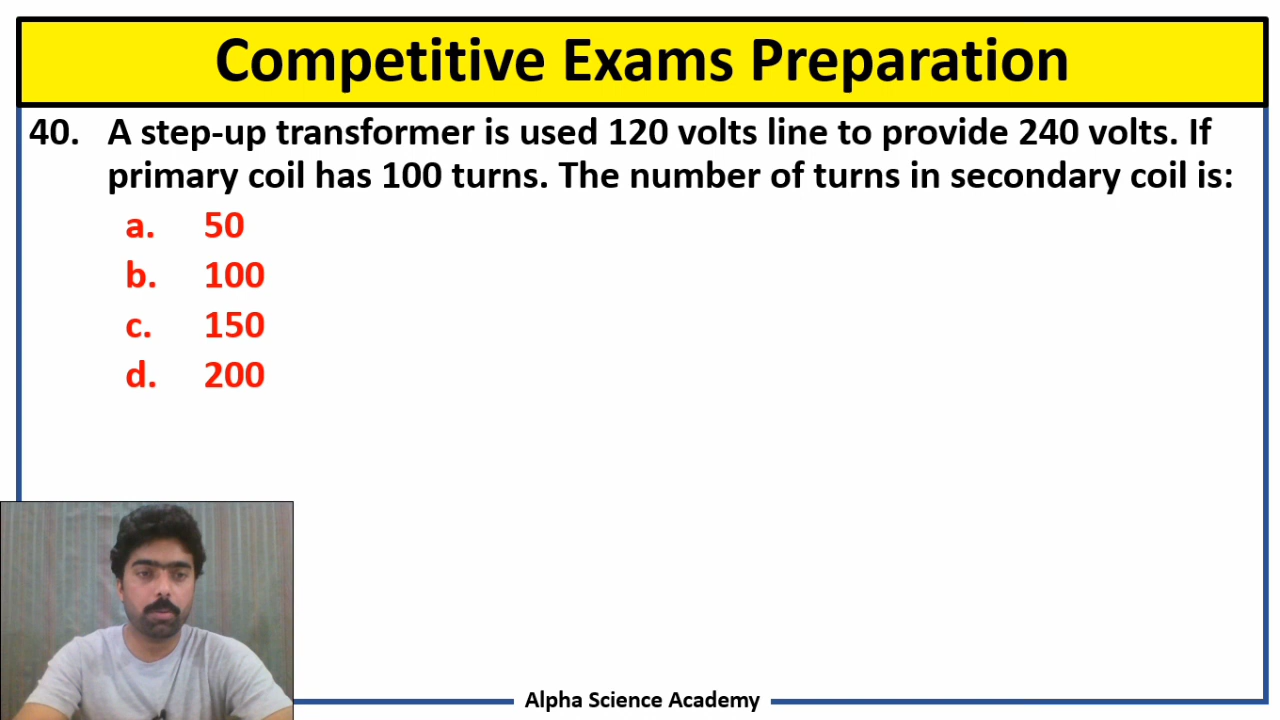 Competitive Exams Preparation
40. A step-up transformer is used 120 volts line to provide 240 volts. If
primary coil has 100 turns. The number of turns in secondary coil is:
a. 50
b. 100
c. 150
d. 200
Alpha Science Academy